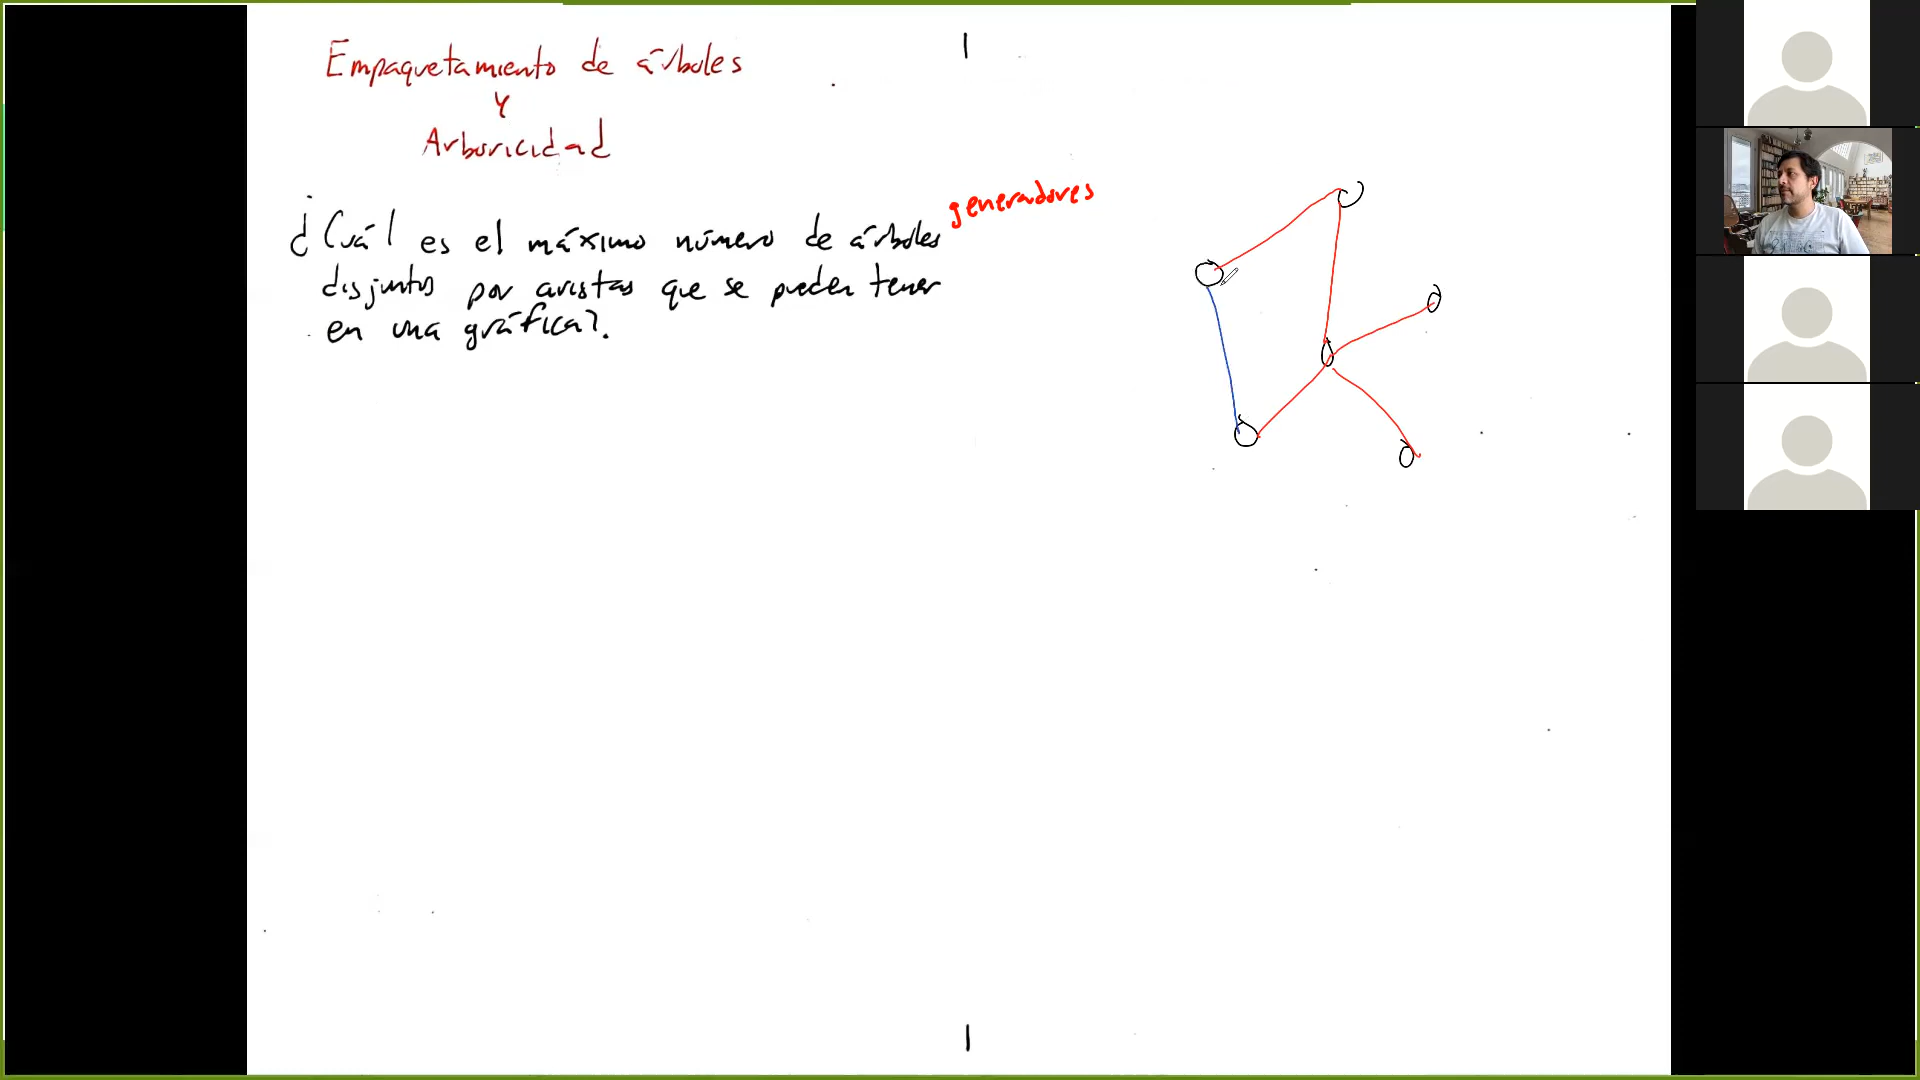 Empaquetamiento de árboles
y
Arboricidad
generadores
¿Cuál es el máximo número de árboles
disjuntos por aristas que se pueden tener
en una gráfica?.